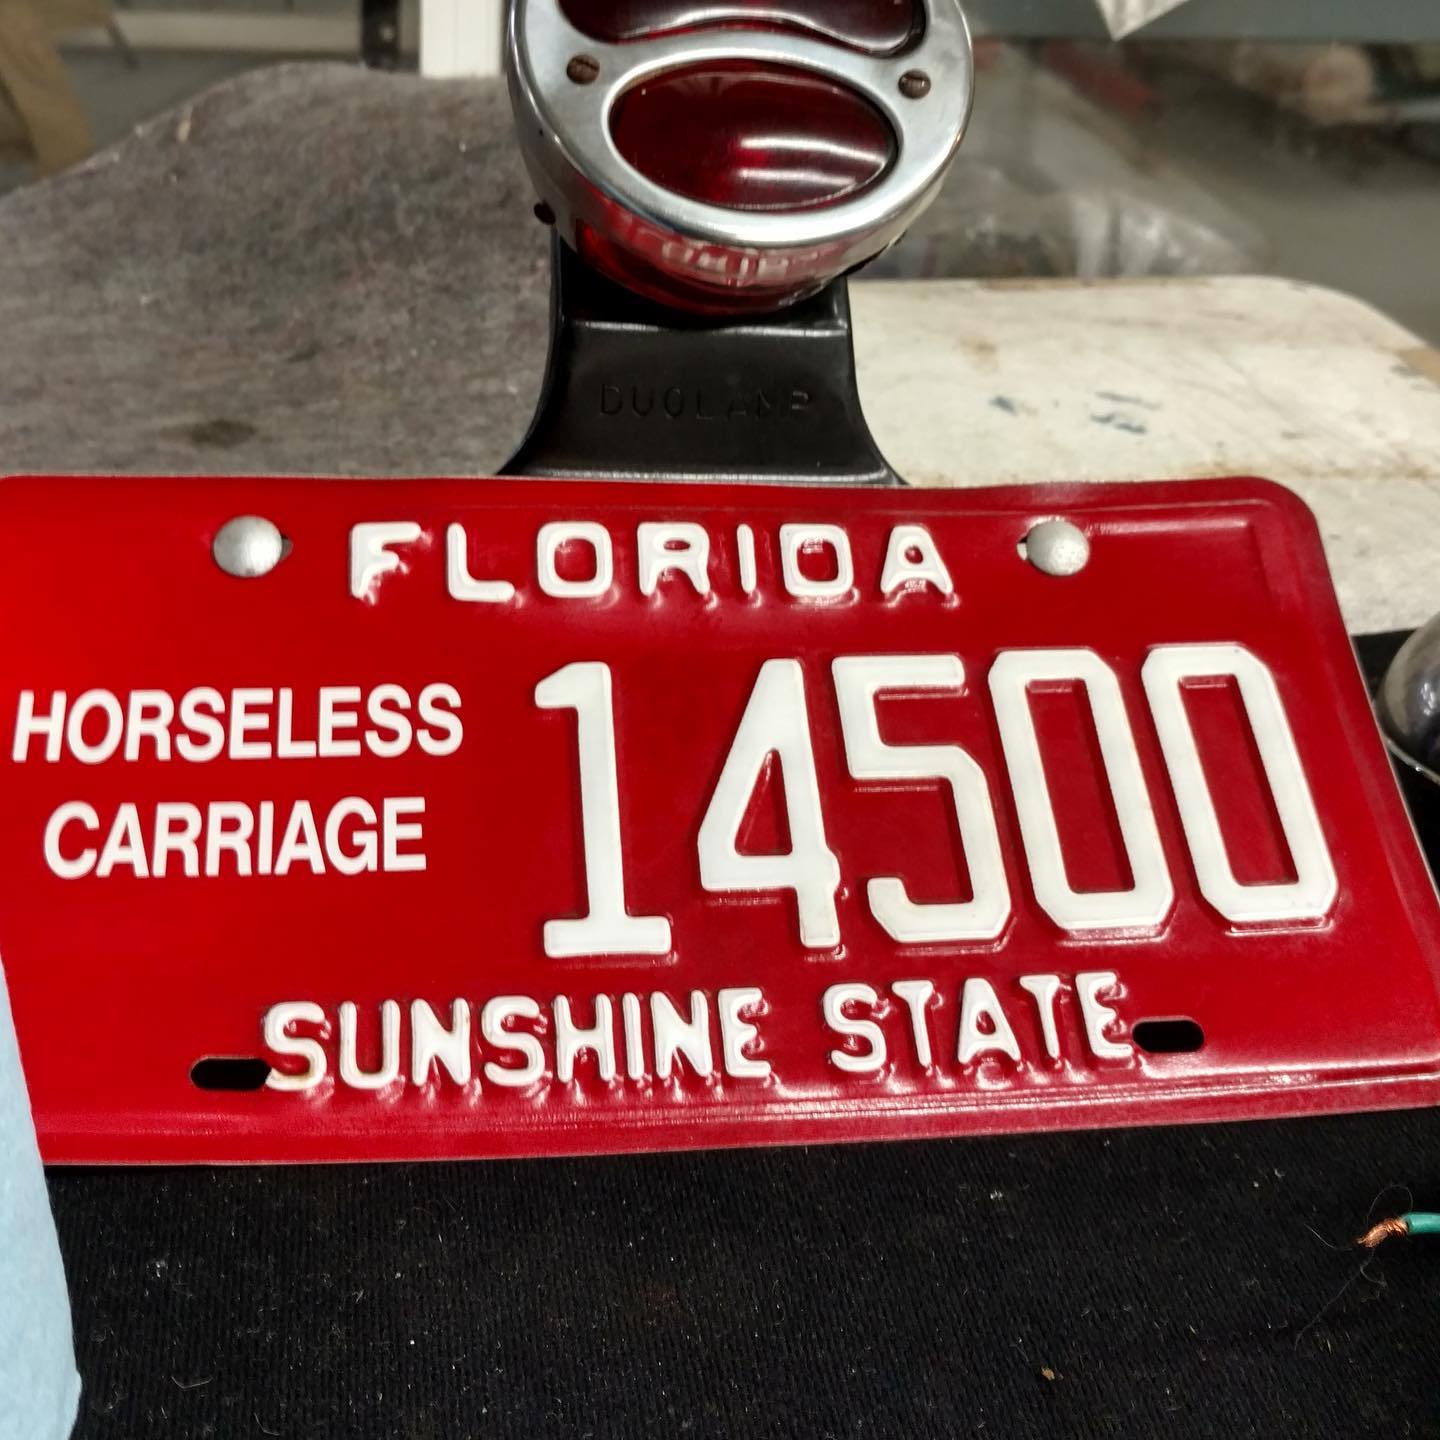 DUOLAMP
FLORIDA
HORSELESS
CARRIAGE
14500
SUNSHINE STATE